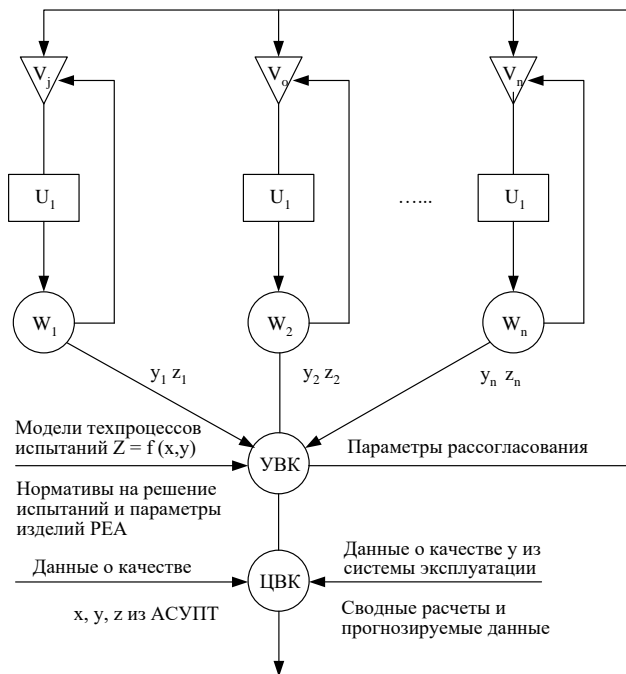 V_j V_o V_n
U_1 U_1 …... U_1
W_1 W_2 W_n
y_1 z_1 y_2 z_2 y_n z_n
Модели техпроцессов
испытаний Z = f (x,y)
УВК
Параметры рассогласования
Нормативы на решение
испытаний и параметры
изделий РЕА
Данные о качестве
ЦВК
Данные о качестве у из
системы эксплуатации
x, y, z из АСУПТ
Сводные расчеты и
прогнозируемые данные